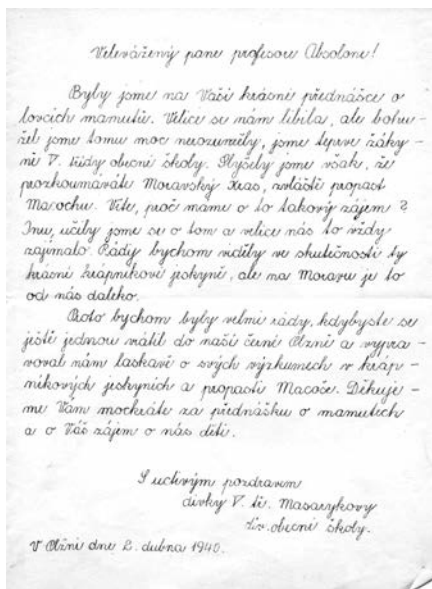 Velevážený pane profesore Absolone!
Byly jsme na Vaší krásné přednášce o
lovcích mamutů. Velice se nám líbila, ale bohu-
žel jsme tomu moc nerozuměly, jsme teprve žáky-
ně V. třídy obecné školy. Slyšely jsme však, že
prozkoumáváte Moravský Kras, zvláště propast
Macochu. Víte, proč máme o to takový zájem?
Inu, učily jsme se o tom a velice nás to vždy
zajímalo. Rády bychom viděly ve skutečnosti ty
krásné krápníkové jeskyně, ale na Moravu je to
od nás daleko.
Proto bychom byly velmi rády, kdybyste se
ještě jednou vrátil do naší černé Plzně a vypra-
voval nám laskavě o svých výzkumech v kráp-
níkových jeskyních a propasti Macoše. Děkuje-
me Vám mockráte za přednášku o mamutech
a o Váš zájem o nás děti.
S uctivým pozdravem
dívky V. tř. Masarykovy
dív. obecné školy.
V Plzni dne 2. dubna 1940.